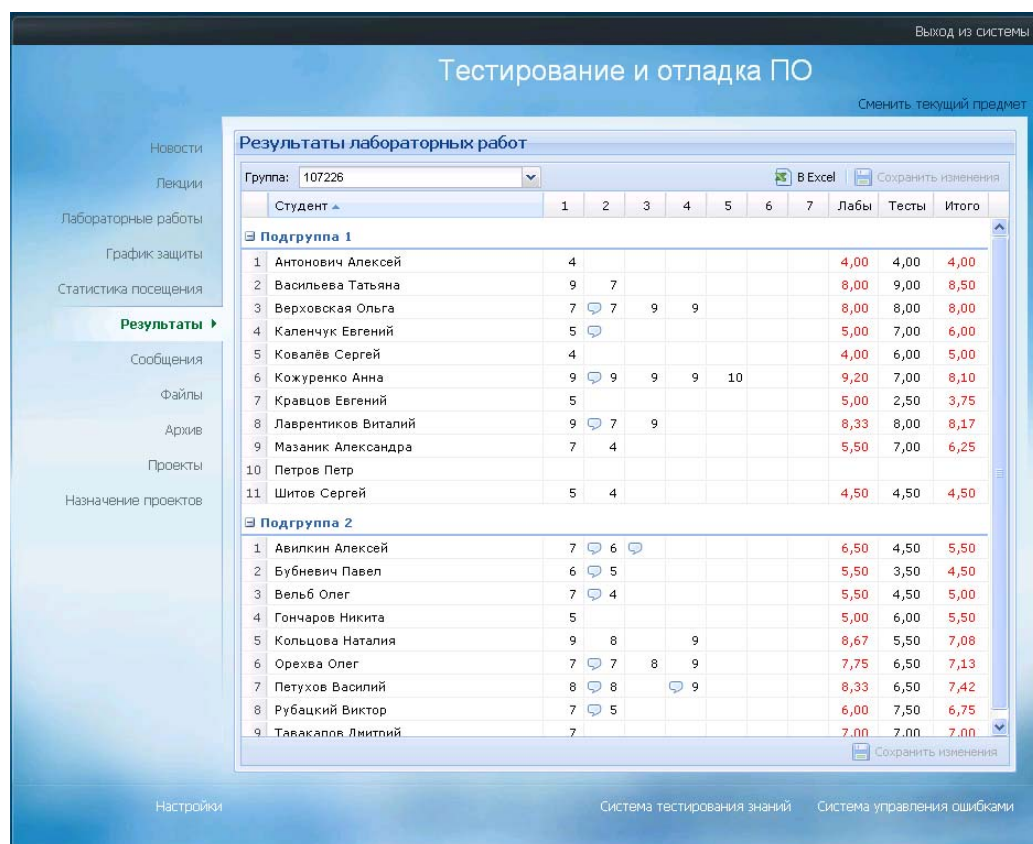 Выход из системы
Тестирование и отладка ПО
Сменить текущий предмет
Новости
Лекции
Лабораторные работы
График защиты
Статистика посещения
Результаты
Сообщения
Файлы
Архив
Проекты
Назначение проектов
Результаты лабораторных работ
Группа: 107226 В Excel Сохранить изменения
Студент 1 2 3 4 5 6 7 Лабы Тесты Итого
Подгруппа 1
1 Антонович Алексей 4 4,00 4,00 4,00
2 Васильева Татьяна 9 7 8,00 9,00 8,50
3 Верховская Ольга 7 7 9 9 8,00 8,00 8,00
4 Каленчук Евгений 5 5,00 7,00 6,00
5 Ковалёв Сергей 4 4,00 6,00 5,00
6 Кожуренко Анна 9 9 9 9 10 9,20 7,00 8,10
7 Кравцов Евгений 5 5,00 2,50 3,75
8 Лаврентиков Виталий 9 7 9 8,33 8,00 8,17
9 Мазаник Александра 7 4 5,50 7,00 6,25
10 Петров Петр
11 Шитов Сергей 5 4 4,50 4,50 4,50
Подгруппа 2
1 Авилкин Алексей 7 6 6,50 4,50 5,50
2 Бубневич Павел 6 5 5,50 3,50 4,50
3 Вельб Олег 7 4 5,50 4,50 5,00
4 Гончаров Никита 5 5,00 6,00 5,50
5 Кольцова Наталия 9 8 9 8,67 5,50 7,08
6 Орехва Олег 7 7 8 9 7,75 6,50 7,13
7 Петухов Василий 8 8 9 8,33 6,50 7,42
8 Рубацкий Виктор 7 5 6,00 7,50 6,75
9 Тавакалов Дмитрий 7 7,00 7,00 7,00
Сохранить изменения
Настройки Система тестирования знаний Система управления ошибками